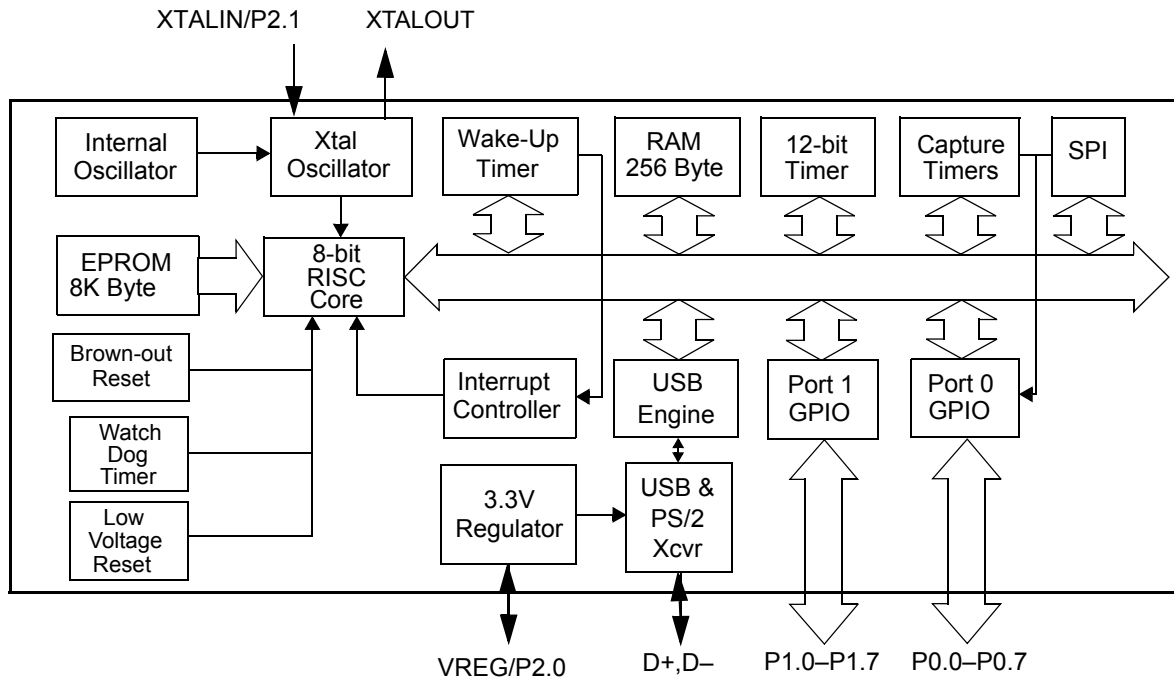 XTALIN/P2.1
XTALOUT
Internal
Oscillator
Xtal
Oscillator
Wake-Up
Timer
RAM
256 Byte
12-bit
Timer
Capture
Timers
SPI
EPROM
8K Byte
8-bit
RISC
Core
Brown-out
Reset
Interrupt
Controller
USB
Engine
Port 1
GPIO
Port 0
GPIO
Watch
Dog
Timer
Low
Voltage
Reset
3.3V
Regulator
USB &
PS/2
Xcvr
VREG/P2.0
D+,D–
P1.0–P1.7
P0.0–P0.7